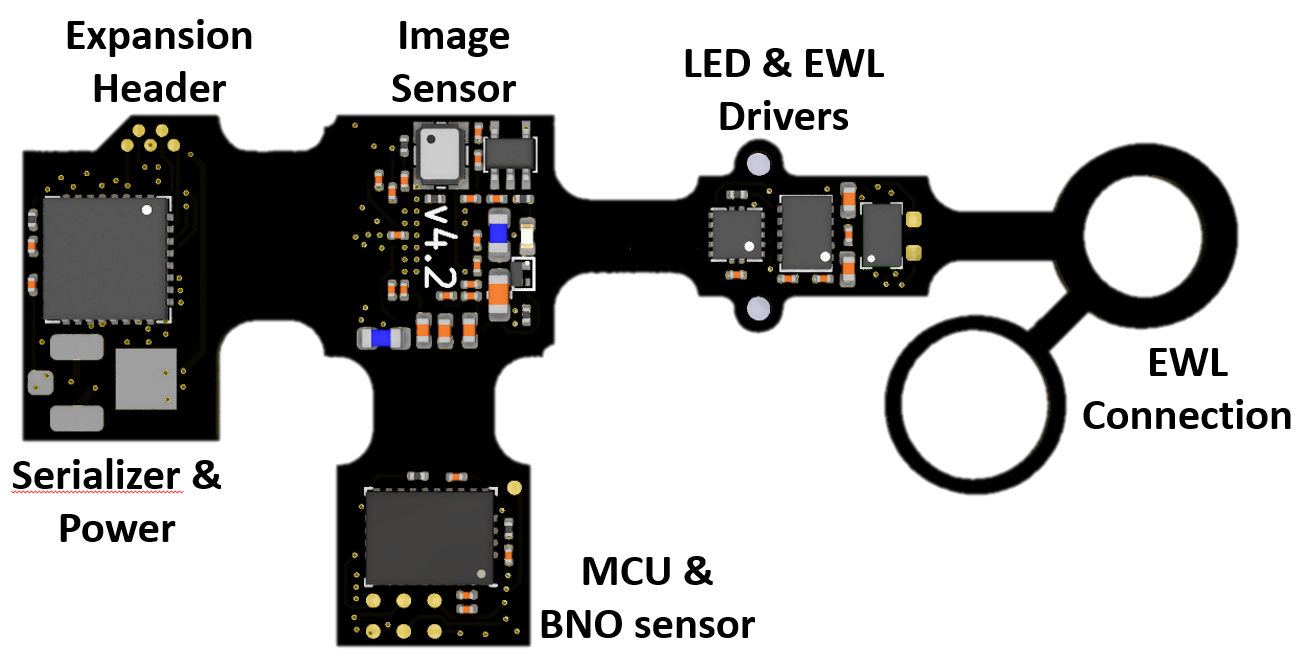 Expansion
Header
Image
Sensor
LED & EWL
Drivers
v4.2
EWL
Connection
Serializer &
Power
MCU &
BNO sensor